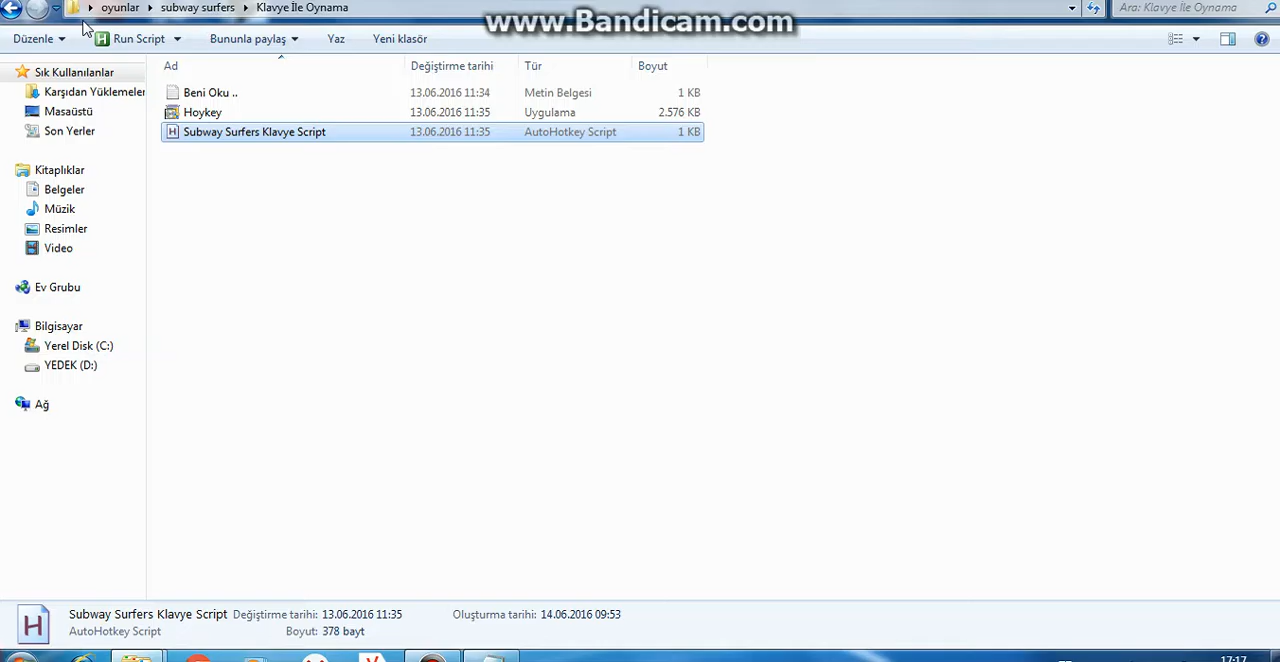 www.Bandicam.com
oyunlar subway surfers Klavye İle Oynama Ara: Klavye İle Oynama
Düzenle Run Script Bununla paylaş Yaz Yeni klasör
Ad Değiştirme tarihi Tür Boyut
Beni Oku .. 13.06.2016 11:34 Metin Belgesi 1 KB
Hoykey 13.06.2016 11:35 Uygulama 2.576 KB
Subway Surfers Klavye Script 13.06.2016 11:35 AutoHotkey Script 1 KB
Sık Kullanılanlar
Karşıdan Yüklemeler
Masaüstü
Son Yerler
Kitaplıklar
Belgeler
Müzik
Resimler
Video
Ev Grubu
Bilgisayar
Yerel Disk (C:)
YEDEK (D:)
Ağ
Subway Surfers Klavye Script Değiştirme tarihi: 13.06.2016 11:35 Oluşturma tarihi: 14.06.2016 09:53
AutoHotkey Script Boyut: 378 bayt
17:17